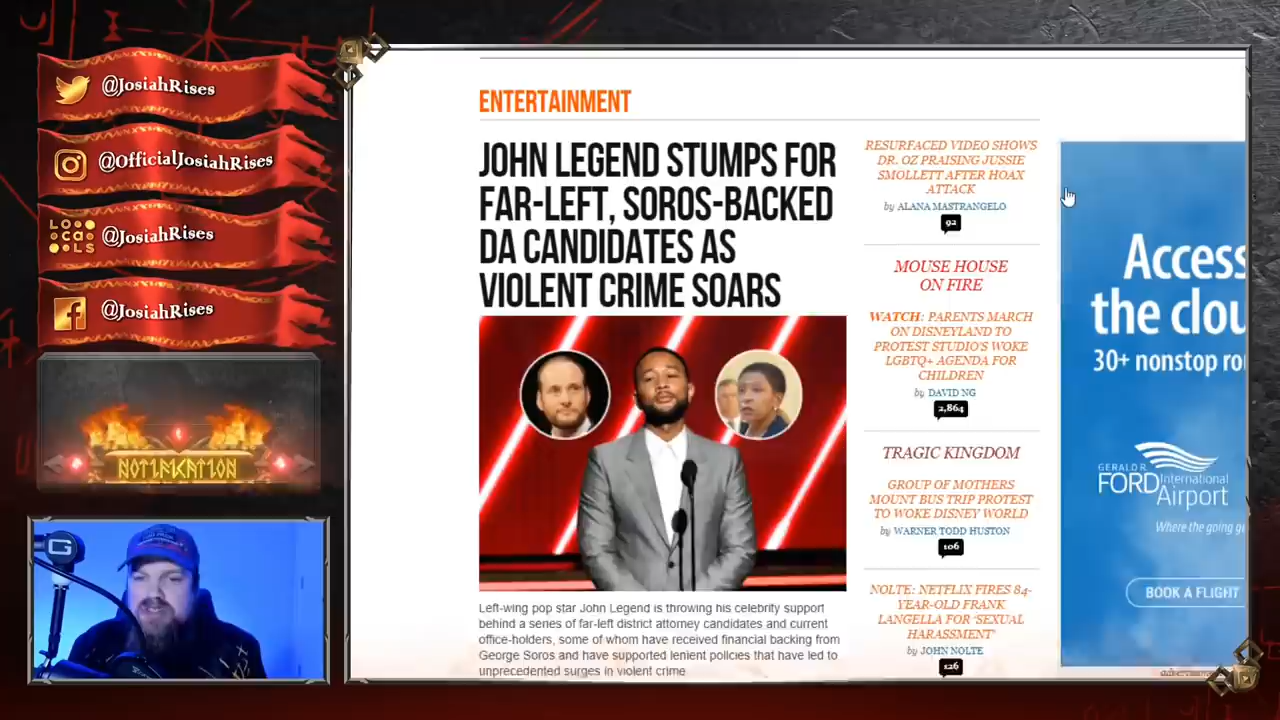 @JosiahRises
@OfficialJosiahRises
LOCALS
@JosiahRises
@JosiahRises
NOTIFICATION
G
ENTERTAINMENT
JOHN LEGEND STUMPS FOR
FAR-LEFT, SOROS-BACKED
DA CANDIDATES AS
VIOLENT CRIME SOARS
Left-wing pop star John Legend is throwing his celebrity support
behind a series of far-left district attorney candidates and current
office-holders, some of whom have received financial backing from
George Soros and have supported lenient policies that have led to
unprecedented surges in violent crime
RESURFACED VIDEO SHOWS
DR. OZ PRAISING JUSSIE
SMOLLETT AFTER HOAX
ATTACK
by ALANA MASTRANGELO
92
MOUSE HOUSE
ON FIRE
WATCH: PARENTS MARCH
ON DISNEYLAND TO
PROTEST STUDIO'S WOKE
LGBTQ+ AGENDA FOR
CHILDREN
by DAVID NG
2,864
TRAGIC KINGDOM
GROUP OF MOTHERS
MOUNT BUS TRIP PROTEST
TO WOKE DISNEY WORLD
by WARNER TODD HUSTON
106
NOLTE: NETFLIX FIRES 84-
YEAR-OLD FRANK
LANGELLA FOR 'SEXUAL
HARASSMENT'
by JOHN NOLTE
126
Access
the clou
30+ nonstop ro
GERALD R.
FORD International
Airport
Where the going g
BOOK A FLIGHT